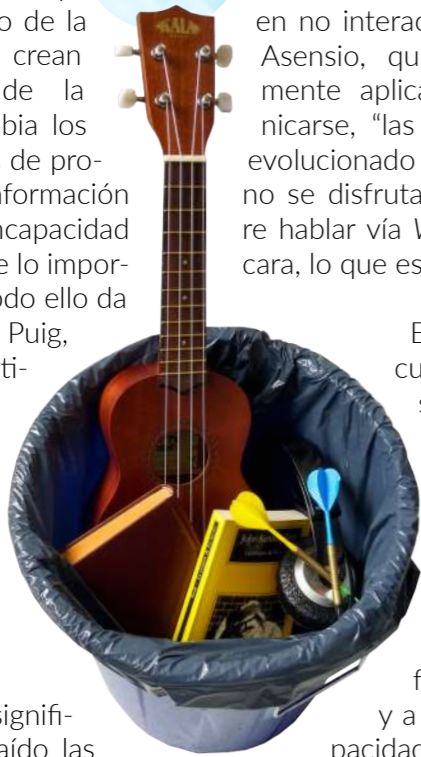 o de la
crean
de la
bia los
s de pro-
nformación
ncapacidad
e lo impor-
odo ello da
Puig,
ti-
signifi-
aído las
en no interac
Asensio, qu
mente aplica
nicarse, “las
evolucionado
no se disfruta
re hablar vía W
cara, lo que es
E
cu
s
f
y a
pacidad
KALA